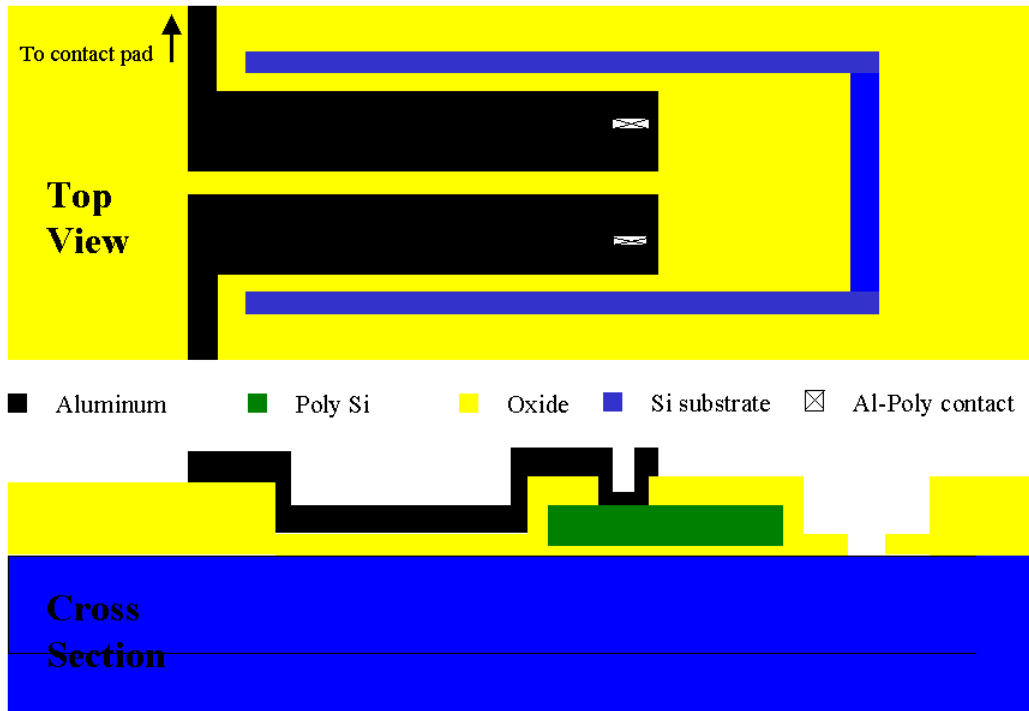 To contact pad
Top
View
Aluminum
Poly Si
Oxide
Si substrate
Al-Poly contact
Cross
Section